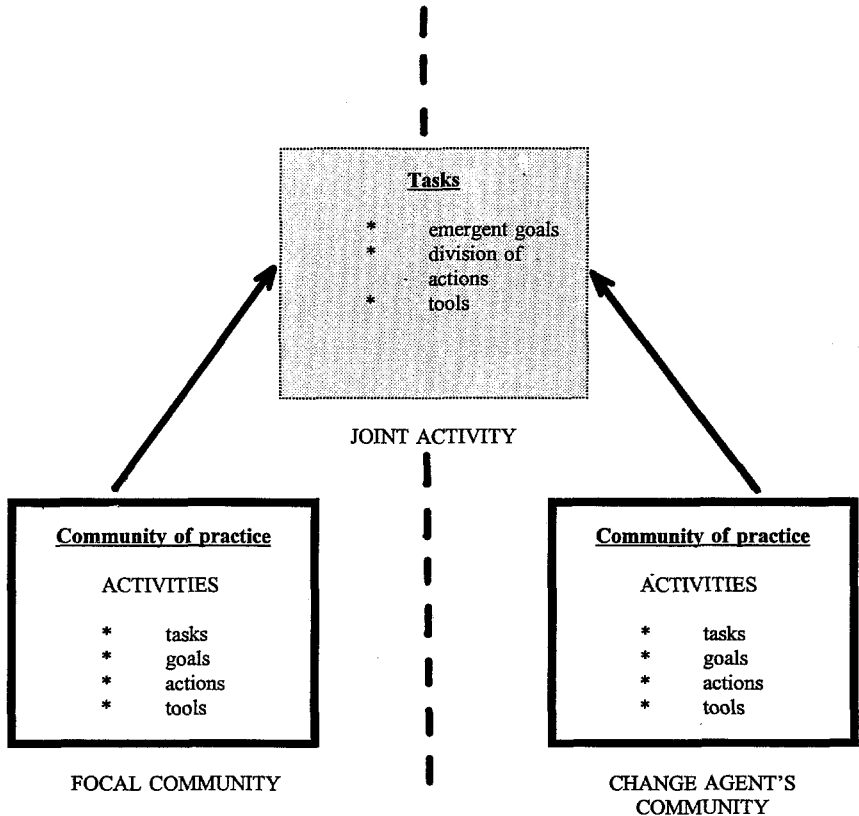 Tasks
* emergent goals
* division of
actions
* tools
JOINT ACTIVITY
Community of practice
ACTIVITIES
* tasks
* goals
* actions
* tools
FOCAL COMMUNITY
Community of practice
ACTIVITIES
* tasks
* goals
* actions
* tools
CHANGE AGENT'S
COMMUNITY